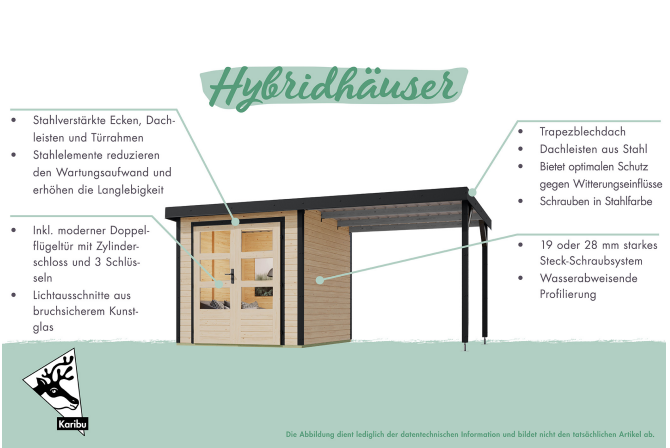 Hybridhäuser
• Stahlverstärkte Ecken, Dach-
leisten und Türrahmen
• Stahlelemente reduzieren
den Wartungsaufwand und
erhöhen die Langlebigkeit
• Inkl. moderner Doppel-
flügeltür mit Zylinder-
schloss und 3 Schlüs-
seln
• Lichtausschnitte aus
bruchsicherem Kunst-
glas
• Trapezblechdach
• Dachleisten aus Stahl
• Bietet optimalen Schutz
gegen Witterungseinflüsse
• Schrauben in Stahlfarbe
• 19 oder 28 mm starkes
Steck-Schraubsystem
• Wasserabweisende
Profilierung
Karibu
Die Abbildung dient lediglich der datentechnischen Information und bildet nicht den tatsächlichen Artikel ab.